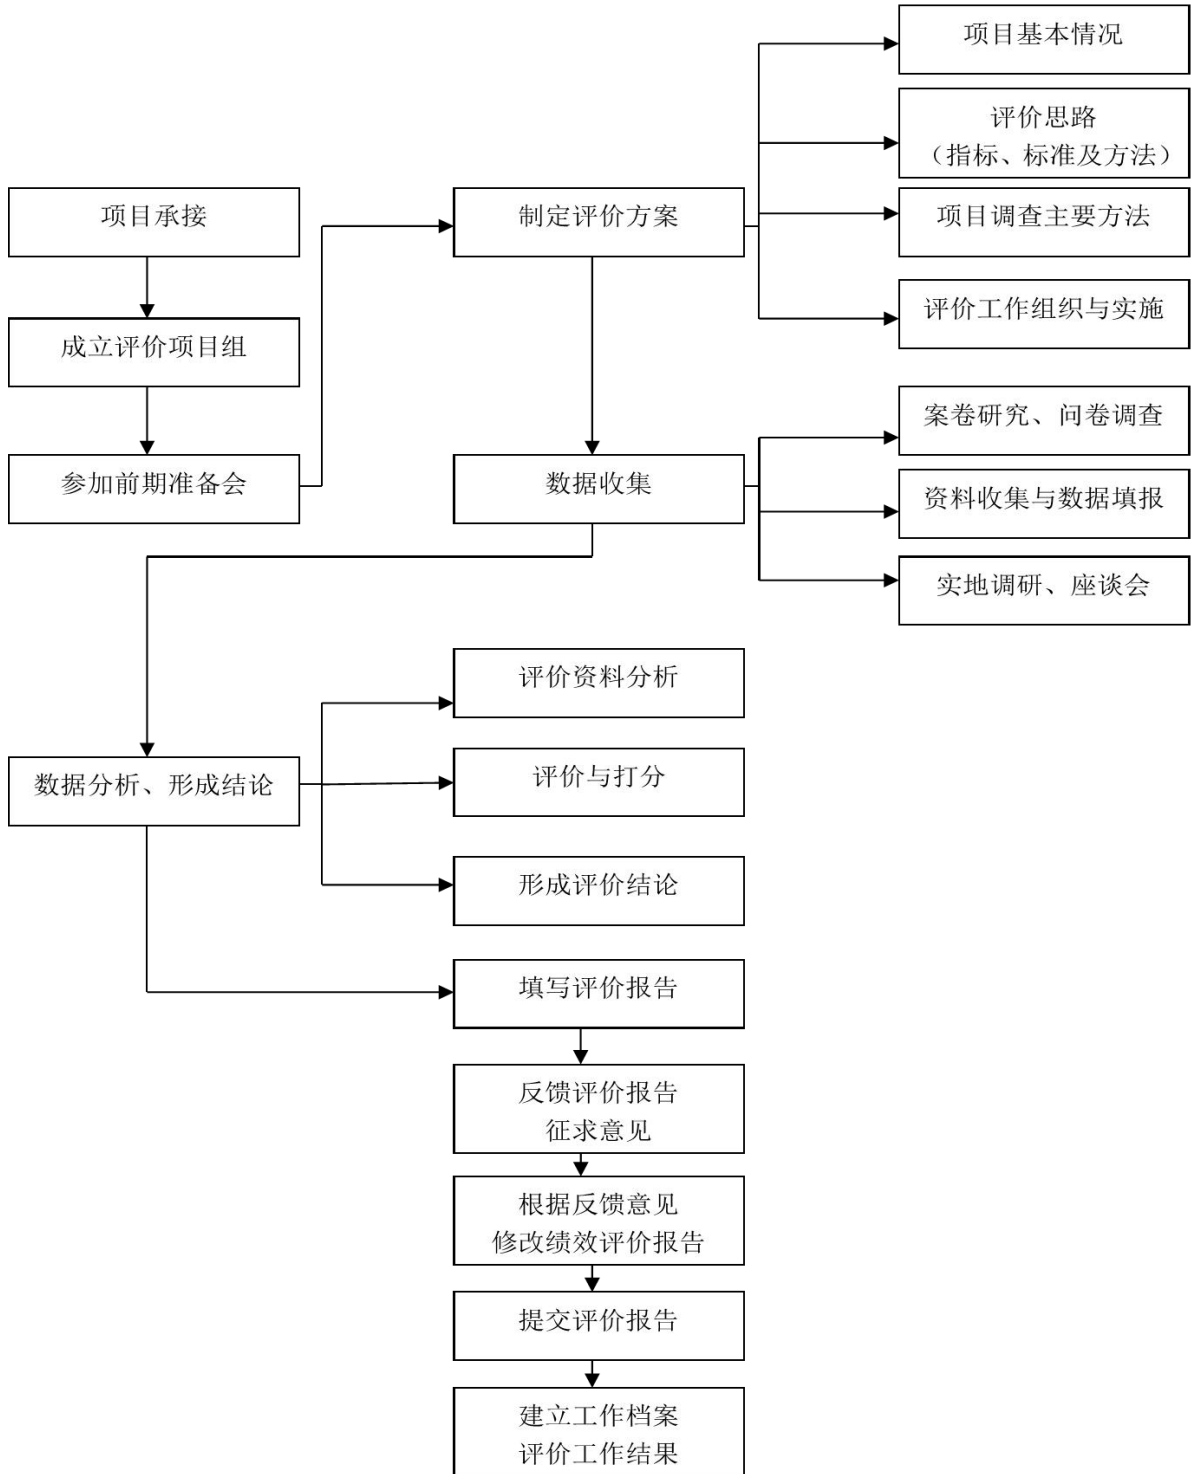 项目承接
成立评价项目组
参加前期准备会
制定评价方案
项目基本情况
评价思路
（指标、标准及方法）
项目调查主要方法
评价工作组织与实施
数据收集
案卷研究、问卷调查
资料收集与数据填报
实地调研、座谈会
数据分析、形成结论
评价资料分析
评价与打分
形成评价结论
填写评价报告
反馈评价报告
征求意见
根据反馈意见
修改绩效评价报告
提交评价报告
建立工作档案
评价工作结果